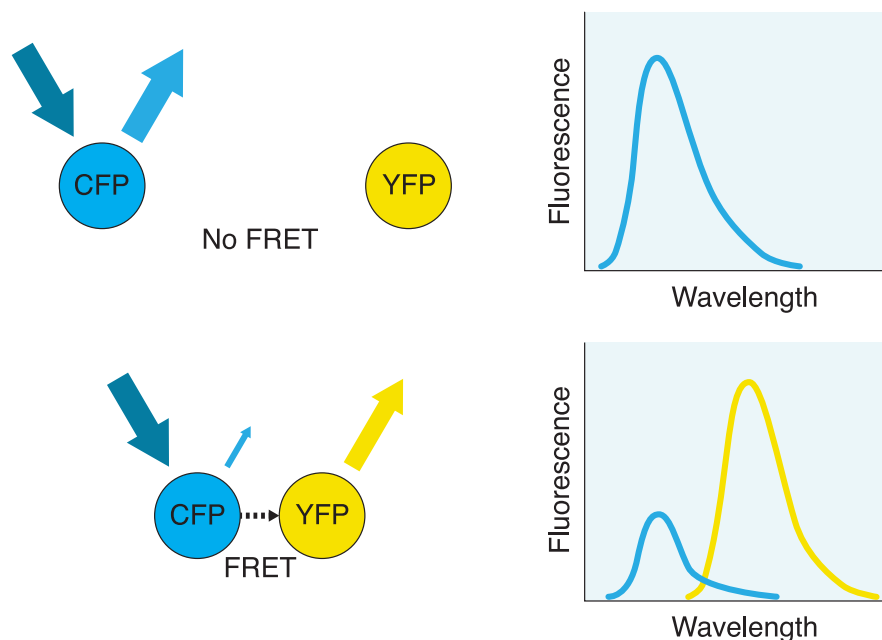 CFP
YFP
No FRET
Fluorescence
Wavelength
CFP
YFP
FRET
Fluorescence
Wavelength